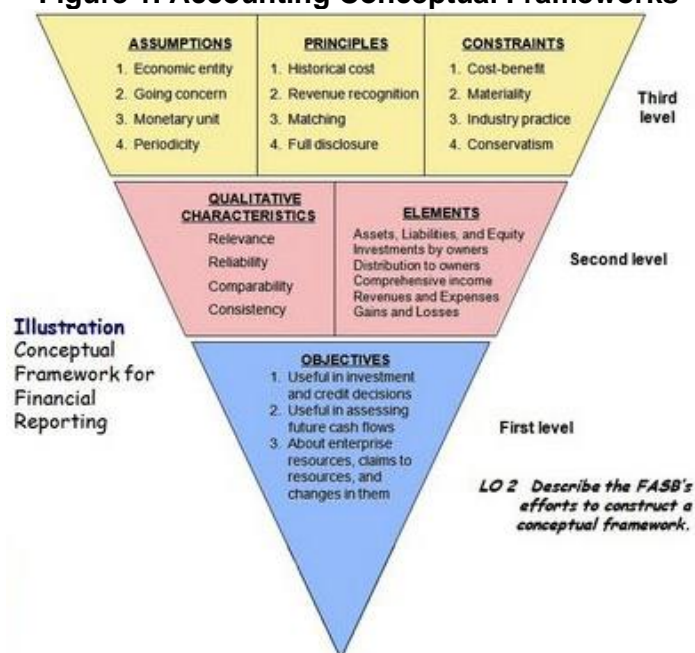 Figure 1. Accounting Conceptual Frameworks
ASSUMPTIONS
1. Economic entity
2. Going concern
3. Monetary unit
4. Periodicity
PRINCIPLES
1. Historical cost
2. Revenue recognition
3. Matching
4. Full disclosure
CONSTRAINTS
1. Cost-benefit
2. Materiality
3. Industry practice
4. Conservatism
Third
level
QUALITATIVE
CHARACTERISTICS
Relevance
Reliability
Comparability
Consistency
ELEMENTS
Assets, Liabilities, and Equity
Investments by owners
Distribution to owners
Comprehensive income
Revenues and Expenses
Gains and Losses
Second level
Illustration
Conceptual
Framework for
Financial
Reporting
OBJECTIVES
1. Useful in investment
and credit decisions
2. Useful in assessing
future cash flows
3. About enterprise
resources, claims to
resources, and
changes in them
First level
LO 2 Describe the FASB's
efforts to construct a
conceptual framework.